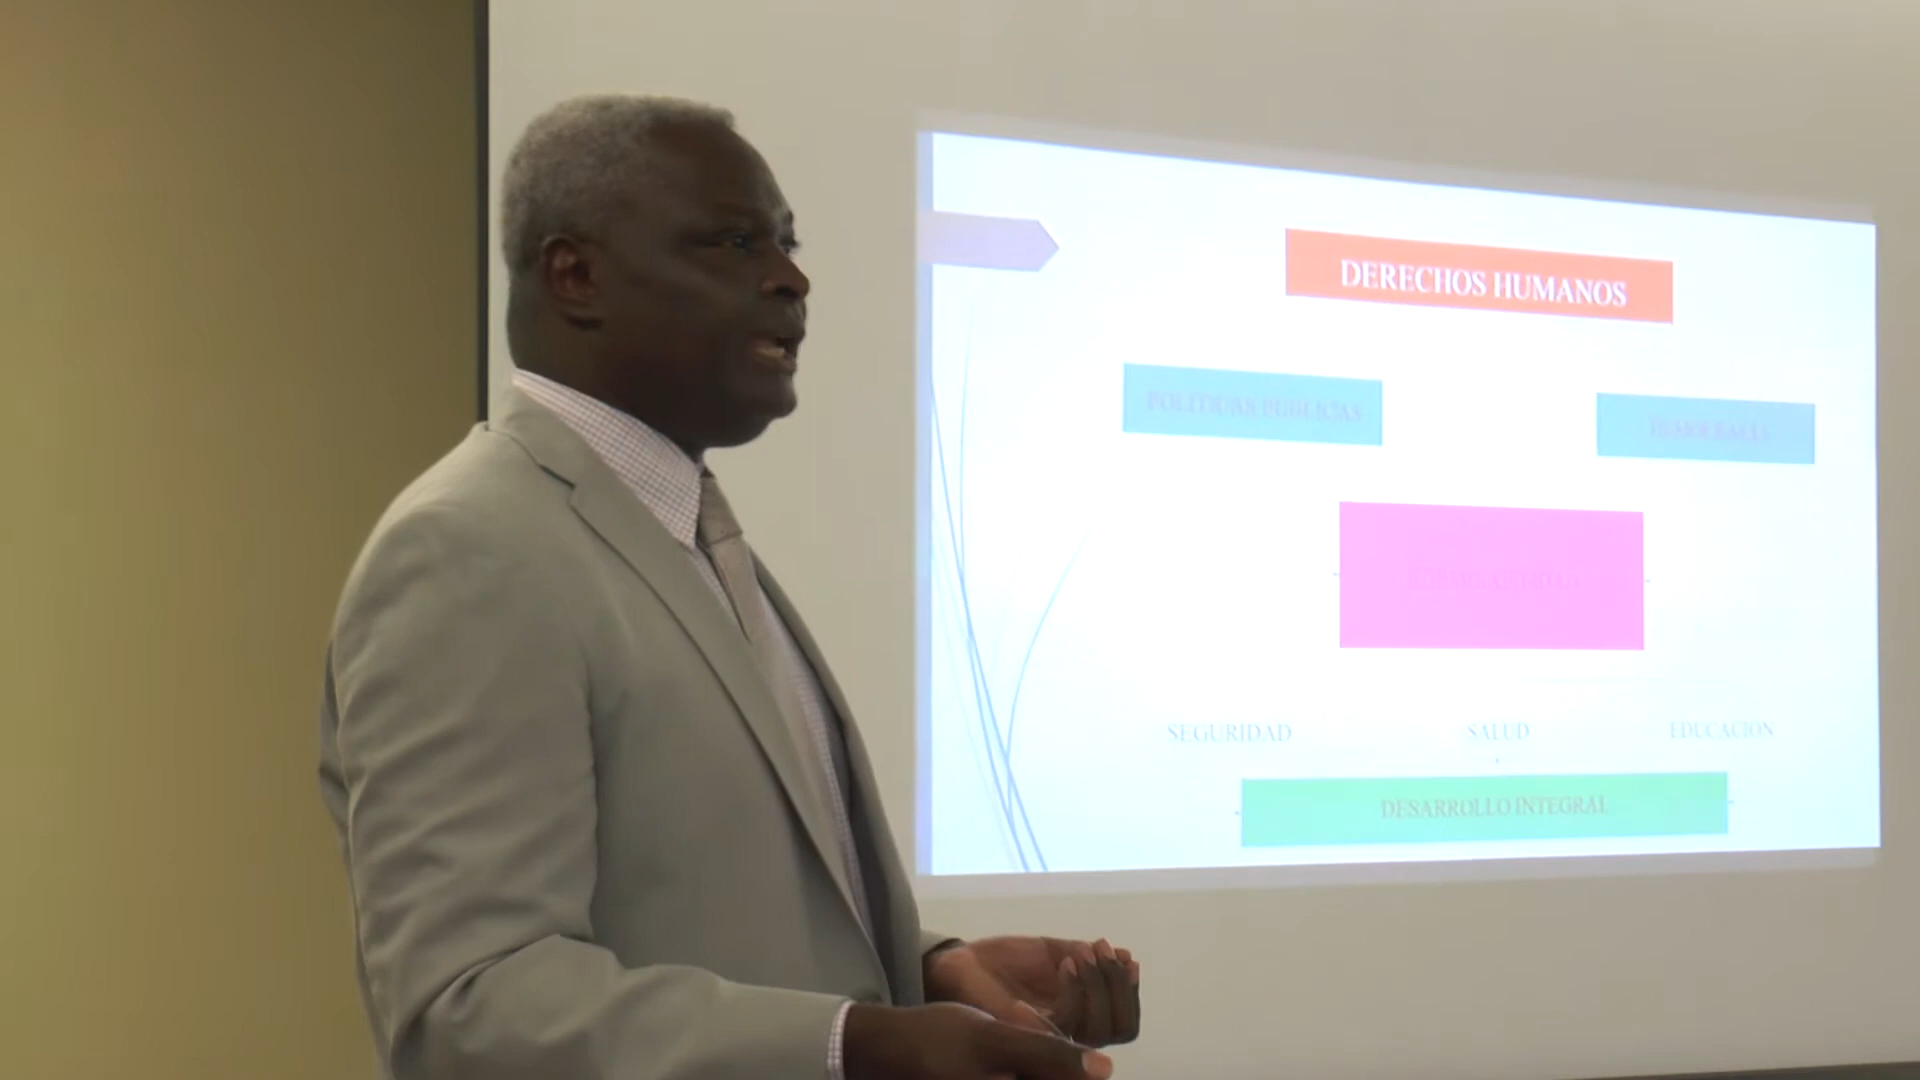 DERECHOS HUMANOS
POLITICAS PUBLICAS
SEGURIDAD
SALUD
EDUCACION
DESARROLLO INTEGRAL